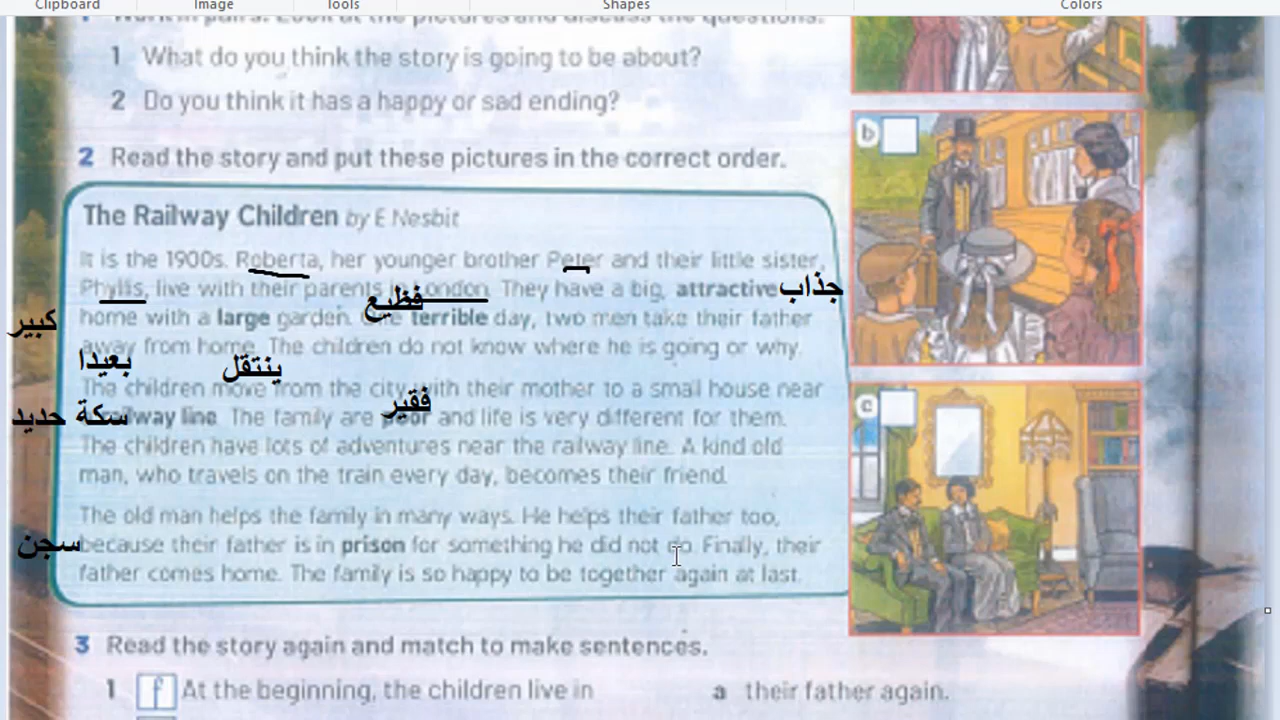 Clipboard Image Tools Shapes Colors
1 Work in pairs. Look at the pictures and discuss the questions.
1 What do you think the story is going to be about?
2 Do you think it has a happy or sad ending?
2 Read the story and put these pictures in the correct order.
b
The Railway Children by E Nesbit
It is the 1900s. Roberta, her younger brother Peter and their little sister,
Phyllis, live with their parents London. They have a big, attractive جذاب
فظيع
home with a large garden. terrible day, two men take their father
كبير
away from home. The children do not know where he is going or why
بعيدا ينتقل
The children move from the city with their mother to a small house near
c
فقير
railway line. The family are poor and life is very different for them.
سكة حديد
The children have lots of adventures near the railway line. A kind old
man, who travels on the train every day, becomes their friend.
The old man helps the family in many ways. He helps their father too,
because their father is in prison for something he did not do. Finally, their
سجن
father comes home. The family is so happy to be together again at last.
3 Read the story again and match to make sentences.
1 f At the beginning, the children live in a their father again.